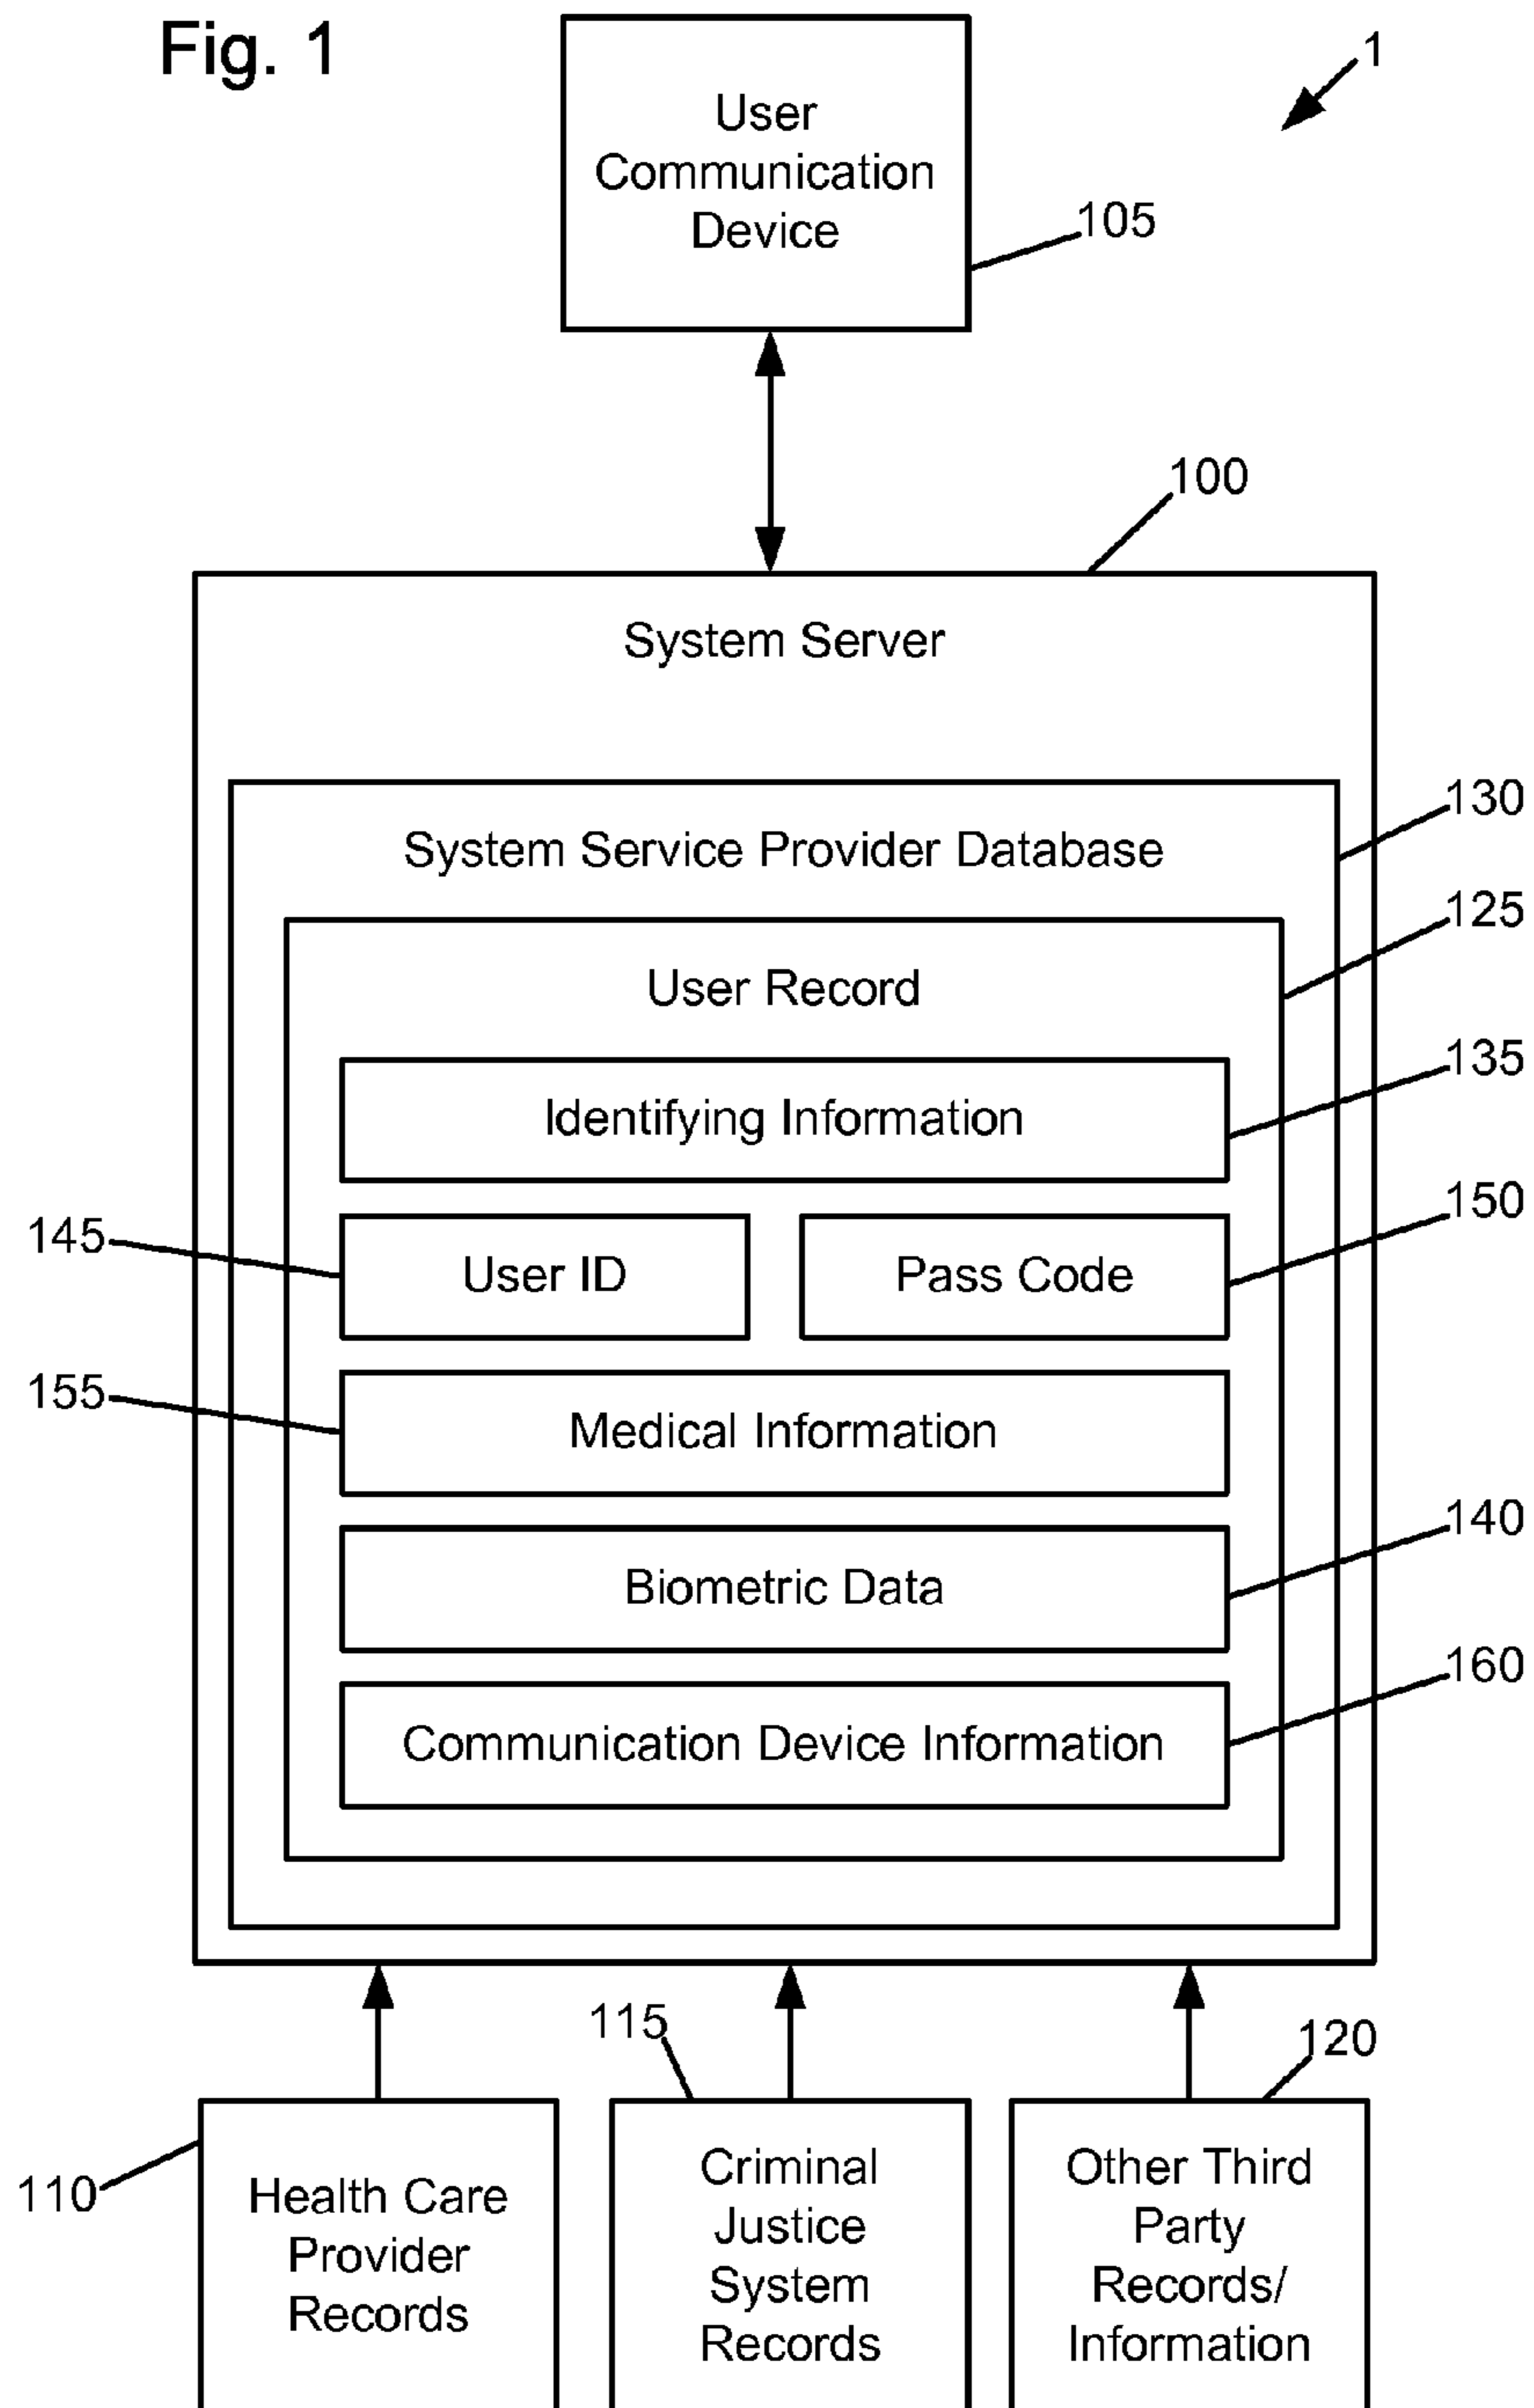 Fig. 1
1
User
Communication
Device
105
100
System Server
130
System Service Provider Database
125
User Record
135
Identifying Information
150
145
User ID
Pass Code
155
Medical Information
140
Biometric Data
160
Communication Device Information
115
120
110
Health Care
Provider
Records
Criminal
Justice
System
Records
Other Third
Party
Records/
Information